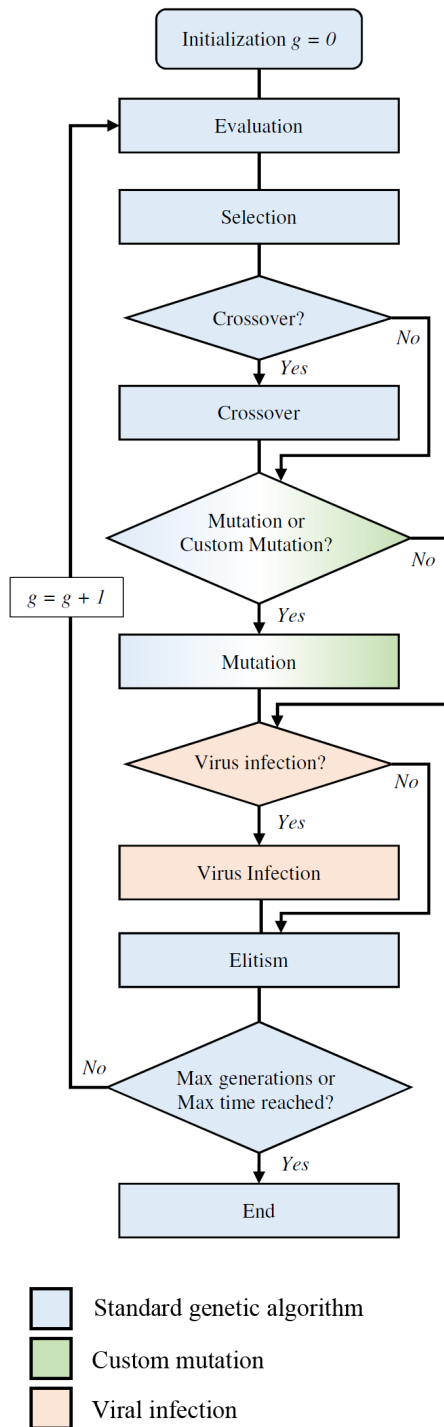 Initialization g = 0
Evaluation
Selection
Crossover?
No
Yes
Crossover
Mutation or
Custom Mutation?
No
g = g + 1
Yes
Mutation
Virus infection?
No
Yes
Virus Infection
Elitism
No
Max generations or
Max time reached?
Yes
End
Standard genetic algorithm
Custom mutation
Viral infection